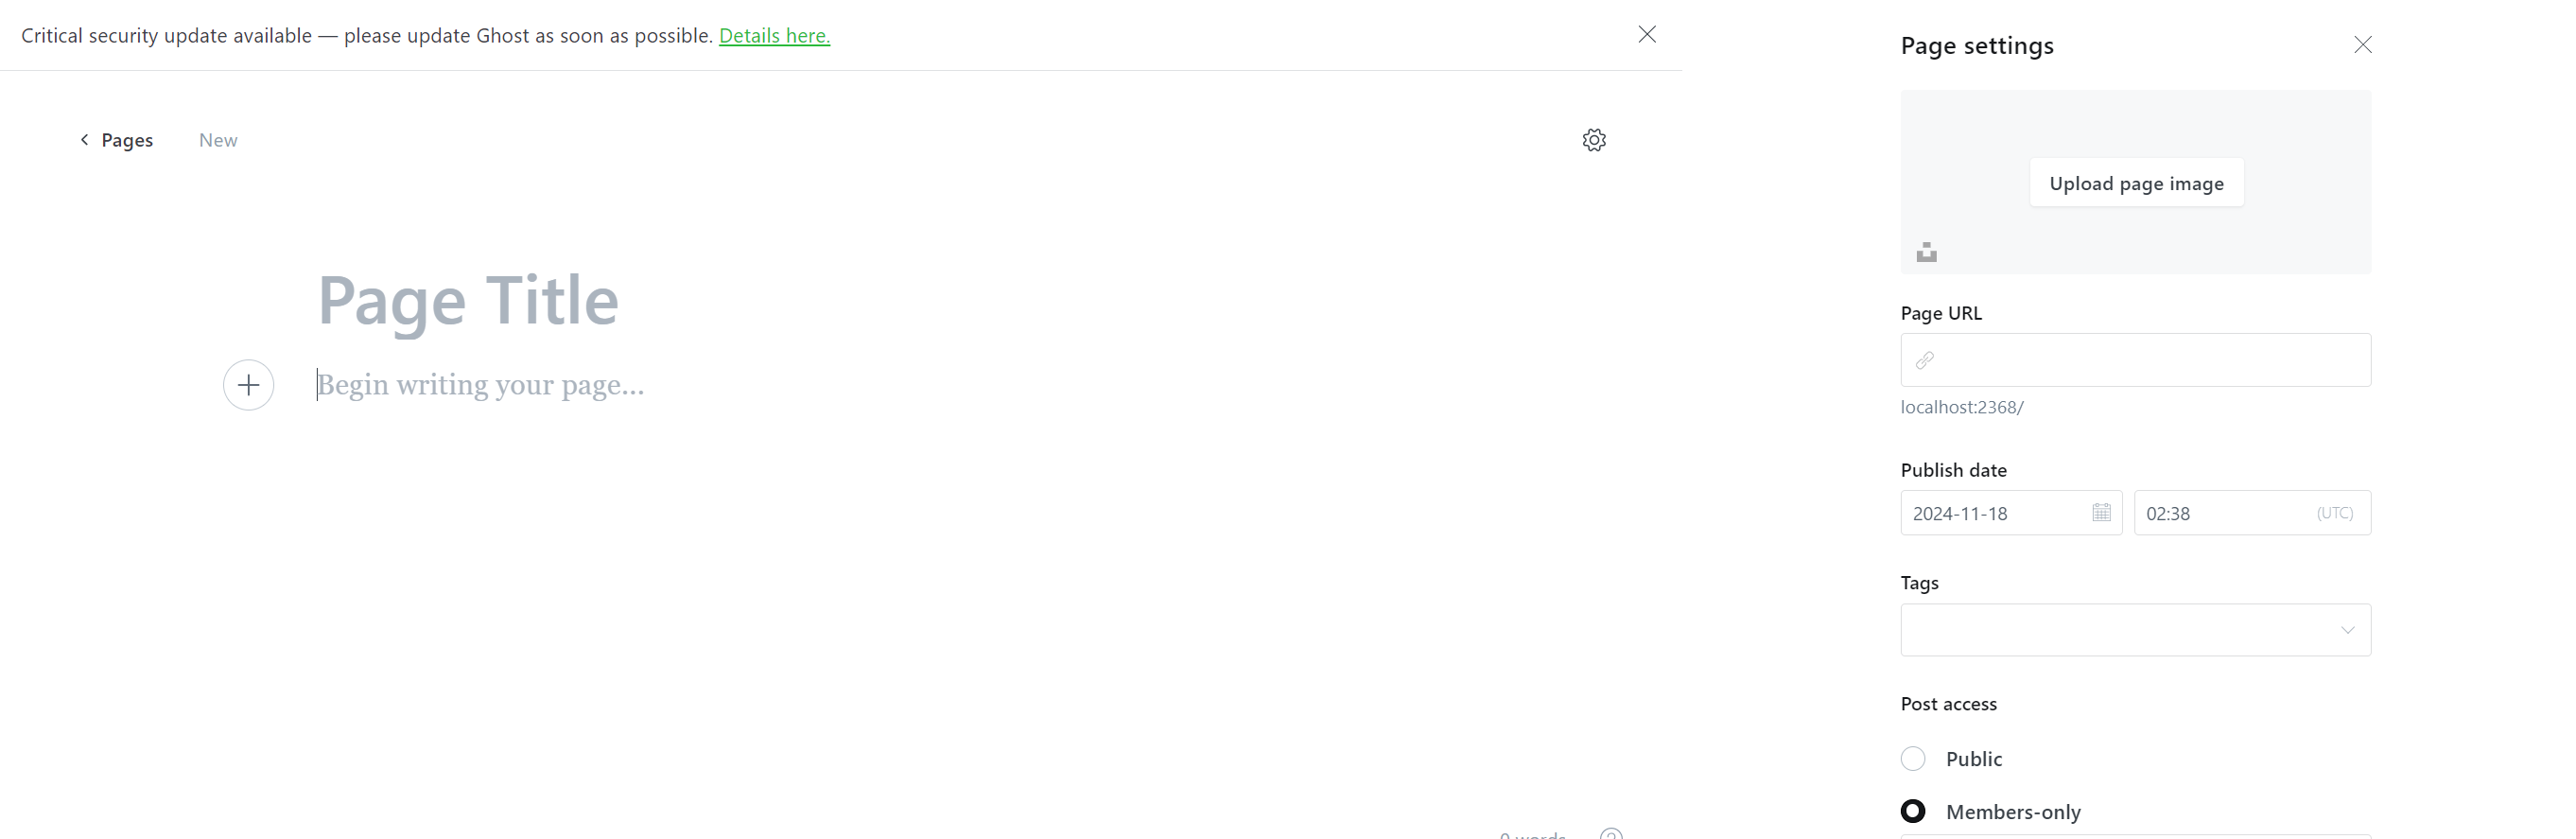 Critical security update available — please update Ghost as soon as possible. Details here.
Pages
New
Page Title
Begin writing your page...
0 words
Page settings
Upload page image
Page URL
localhost:2368/
Publish date
2024-11-18
02:38
(UTC)
Tags
Post access
Public
Members-only